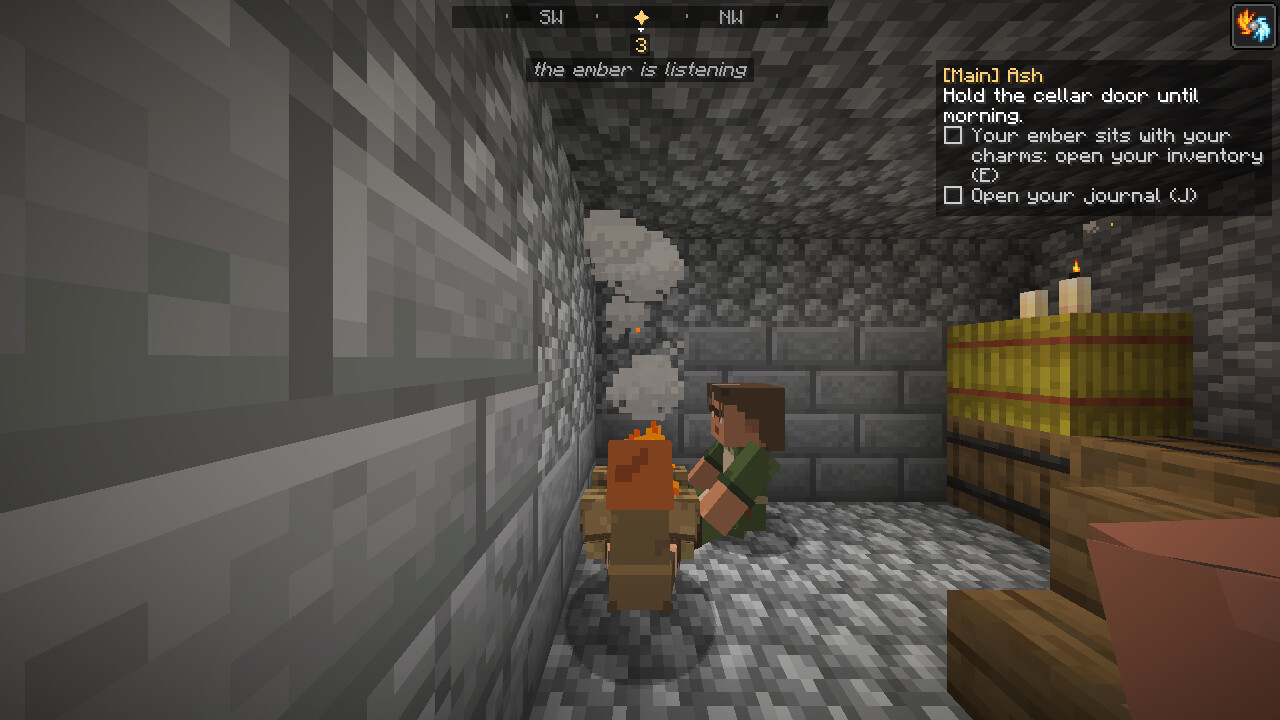 SW NW
3
the ember is listening
[Main] Ash
Hold the cellar door until
morning.
Your ember sits with your
charms: open your inventory
(E)
Open your journal (J)